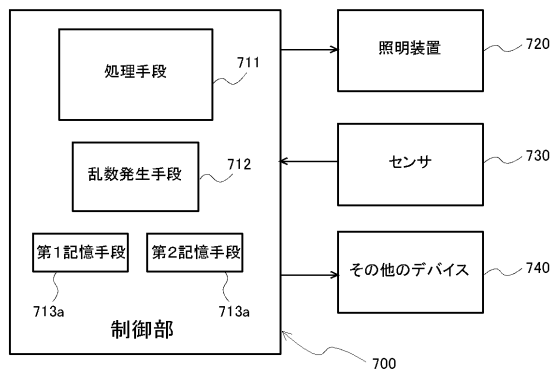 処理手段
711
乱数発生手段
712
第1記憶手段
第2記憶手段
713a
713a
制御部
700
照明装置
720
センサ
730
その他のデバイス
740